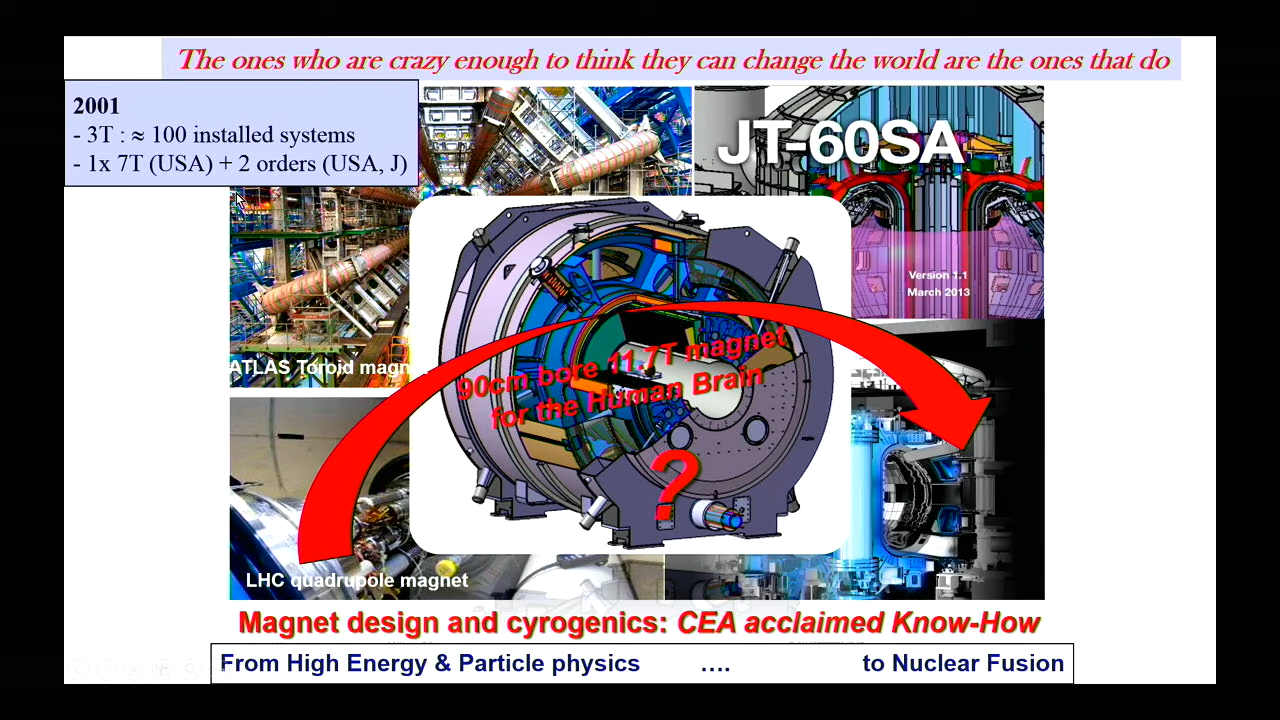 The ones who are crazy enough to think they can change the world are the ones that do
2001
- 3T : ≈ 100 installed systems
- 1x 7T (USA) + 2 orders (USA, J)
JT-60SA
Version 1.1
March 2013
ATLAS Toroid magn
90cm bore 11.7T magnet
for the Human Brain
?
LHC quadrupole magnet
Magnet design and cyrogenics: CEA acclaimed Know-How
From High Energy & Particle physics .... to Nuclear Fusion